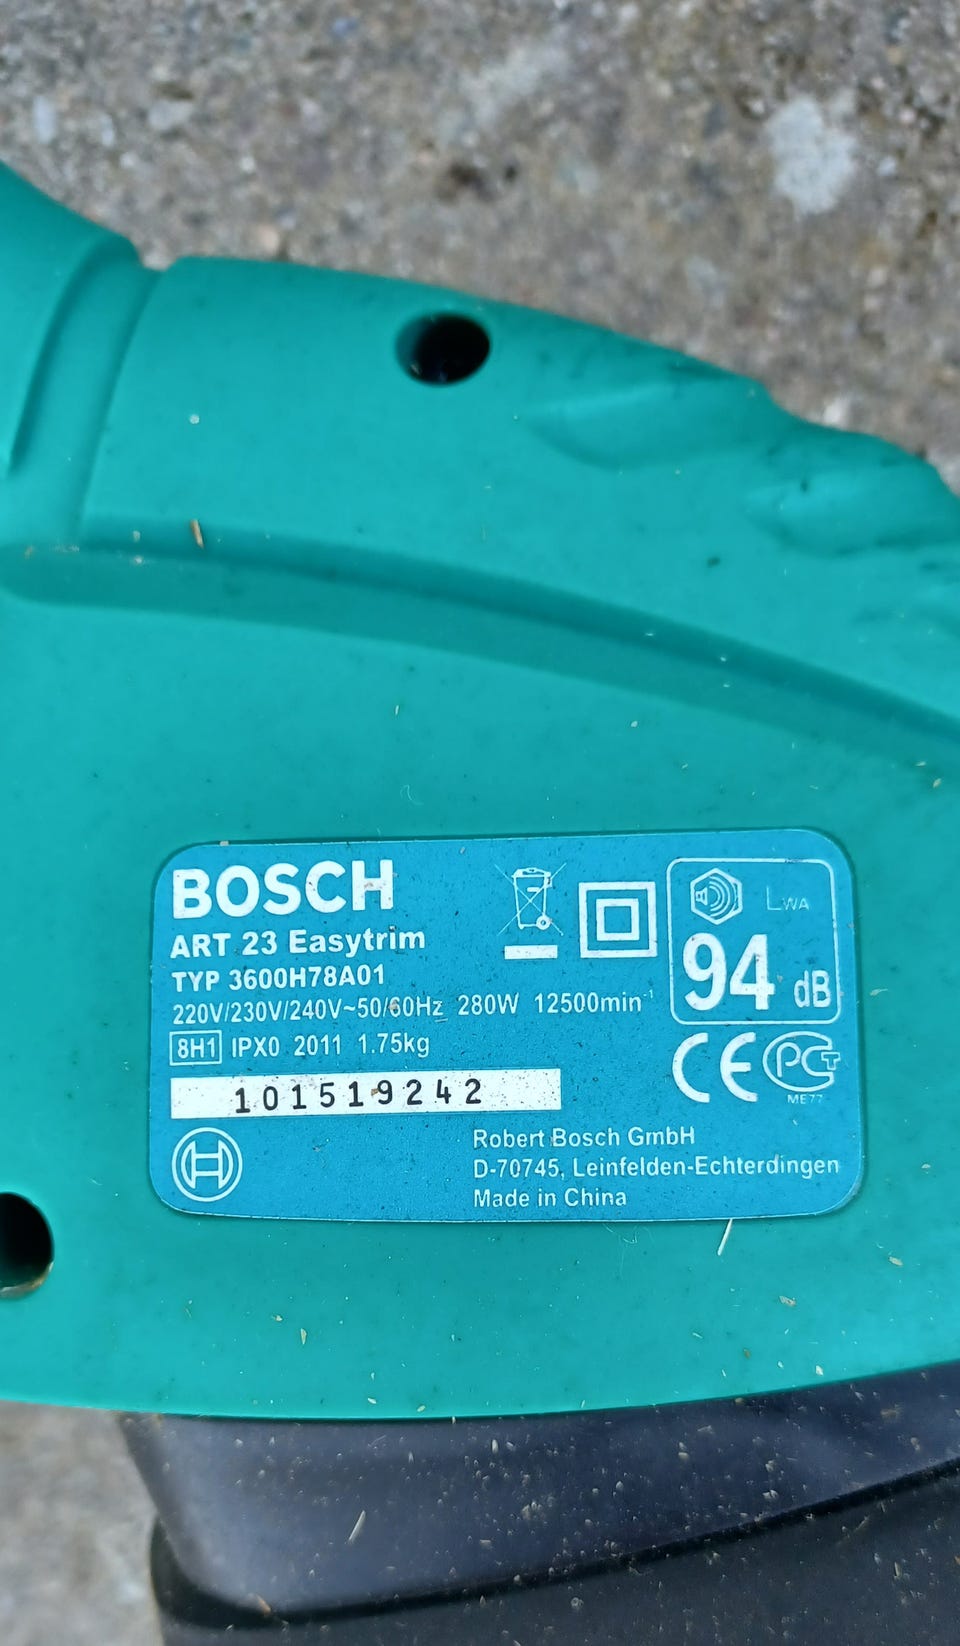 BOSCH
ART 23 Easytrim
TYP 3600H78A01
220V/230V/240V~50/60Hz 280W 12500min⁻¹
8H1 IPX0 2011 1.75kg
101519242
LWA
94 dB
CE PCT
ME77
Robert Bosch GmbH
D-70745, Leinfelden-Echterdingen
Made in China